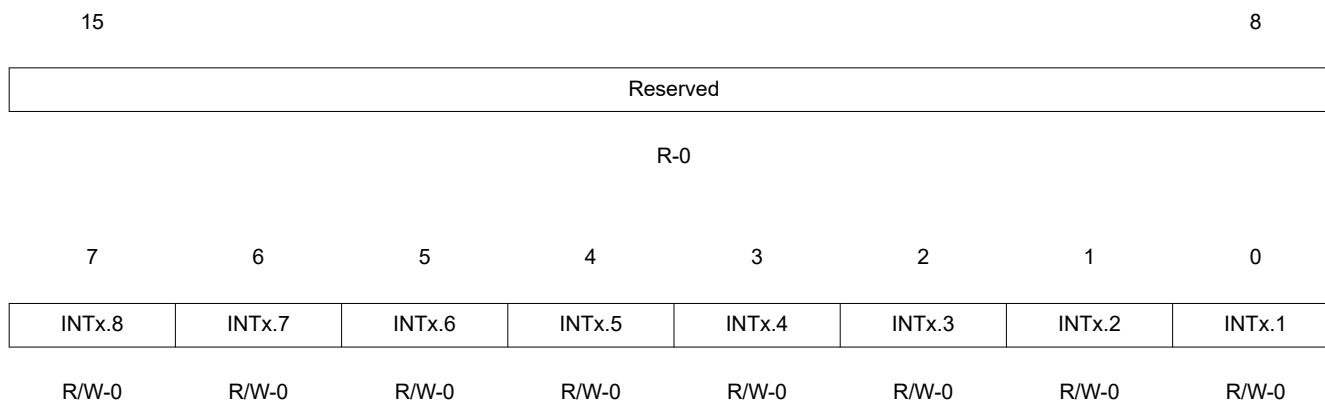 15 8
Reserved
R-0
7 6 5 4 3 2 1 0
INTx.8 INTx.7 INTx.6 INTx.5 INTx.4 INTx.3 INTx.2 INTx.1
R/W-0 R/W-0 R/W-0 R/W-0 R/W-0 R/W-0 R/W-0 R/W-0